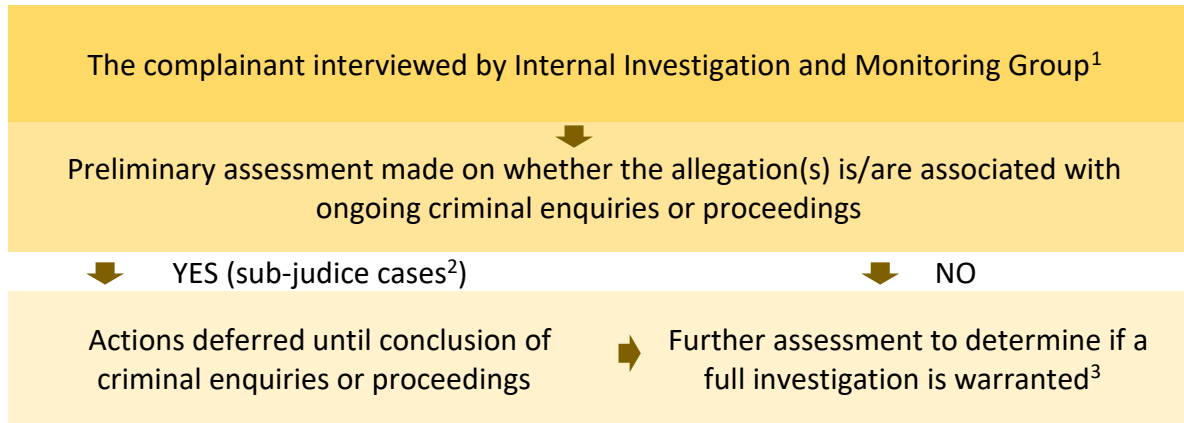 The complainant interviewed by Internal Investigation and Monitoring Group¹
Preliminary assessment made on whether the allegation(s) is/are associated with
ongoing criminal enquiries or proceedings
YES (sub-judice cases²)
NO
Actions deferred until conclusion of
criminal enquiries or proceedings
Further assessment to determine if a
full investigation is warranted³